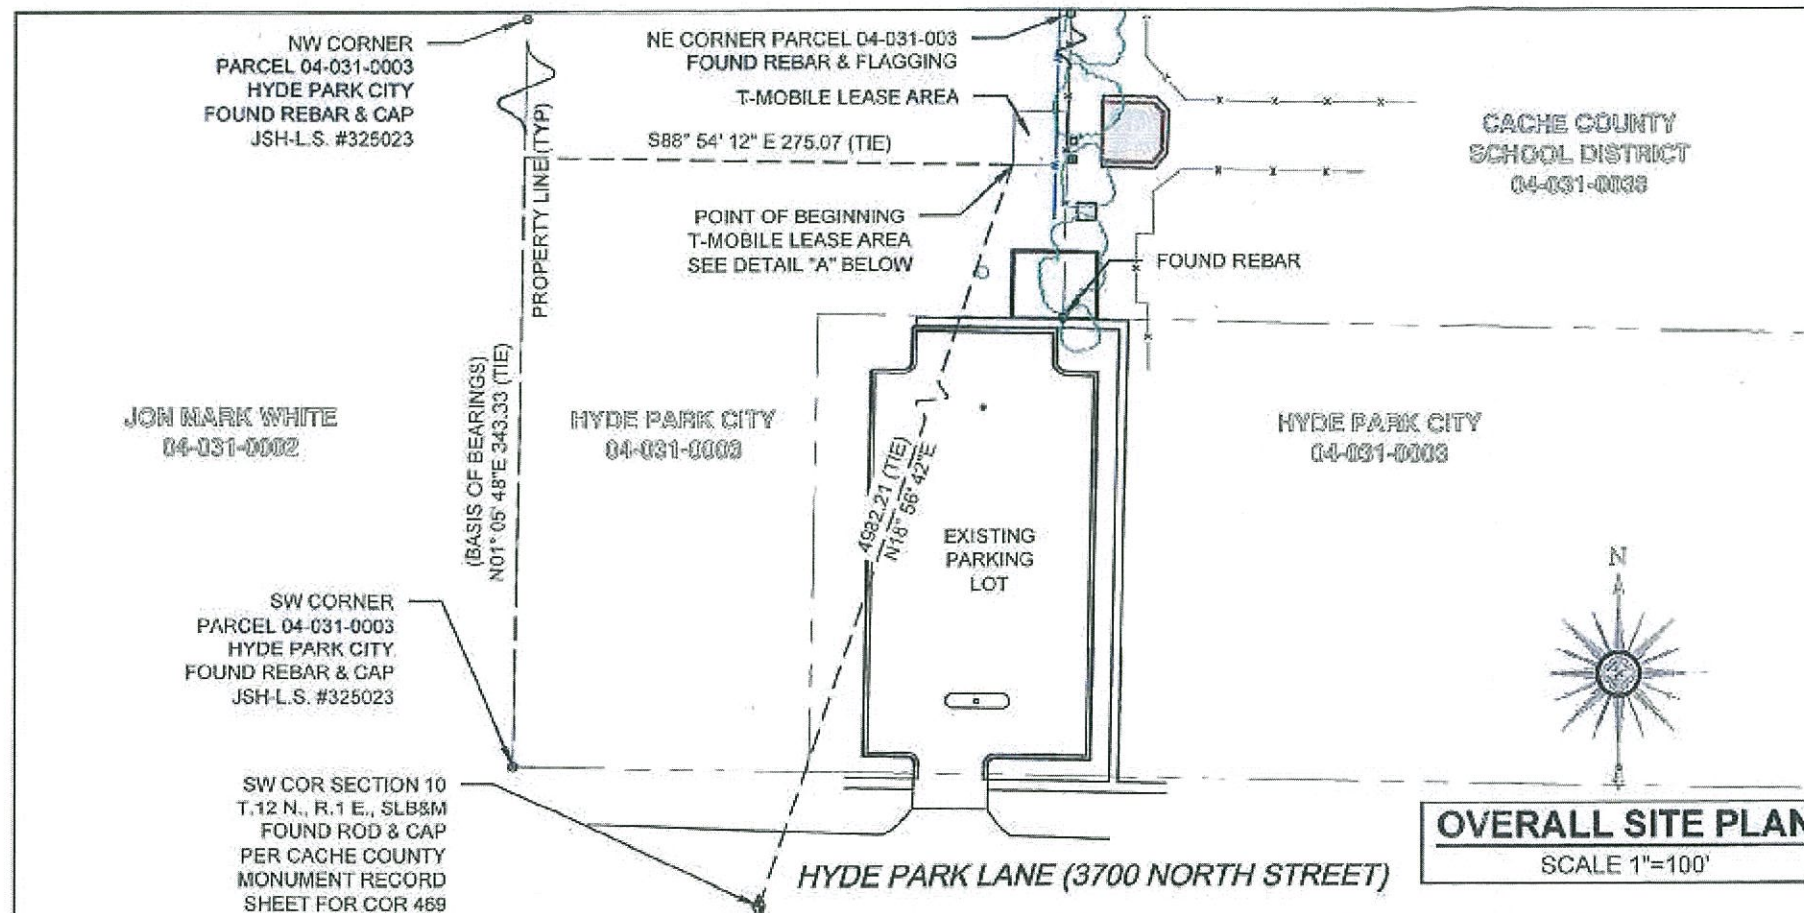 NW CORNER
PARCEL 04-031-0003
HYDE PARK CITY
FOUND REBAR & CAP
JSH-L.S. #325023
NE CORNER PARCEL 04-031-003
FOUND REBAR & FLAGGING
T-MOBILE LEASE AREA
S88° 54' 12" E 275.07 (TIE)
PROPERTY LINE (TYP)
POINT OF BEGINNING
T-MOBILE LEASE AREA
SEE DETAIL "A" BELOW
FOUND REBAR
CACHE COUNTY
SCHOOL DISTRICT
(BASIS OF BEARINGS)
N01° 05' 48"E 343.33 (TIE)
JON MARK WHITE
04-031-0002
HYDE PARK CITY
04-031-0003
4982.21 (TIE)
N18° 56' 42"E
EXISTING
PARKING
LOT
HYDE PARK CITY
04-031-0003
N
SW CORNER
PARCEL 04-031-0003
HYDE PARK CITY
FOUND REBAR & CAP
JSH-L.S. #325023
SW COR SECTION 10
T.12 N., R.1 E., SLB&M
FOUND ROD & CAP
PER CACHE COUNTY
MONUMENT RECORD
SHEET FOR COR 469
HYDE PARK LANE (3700 NORTH STREET)
OVERALL SITE PLAN
SCALE 1"=100'